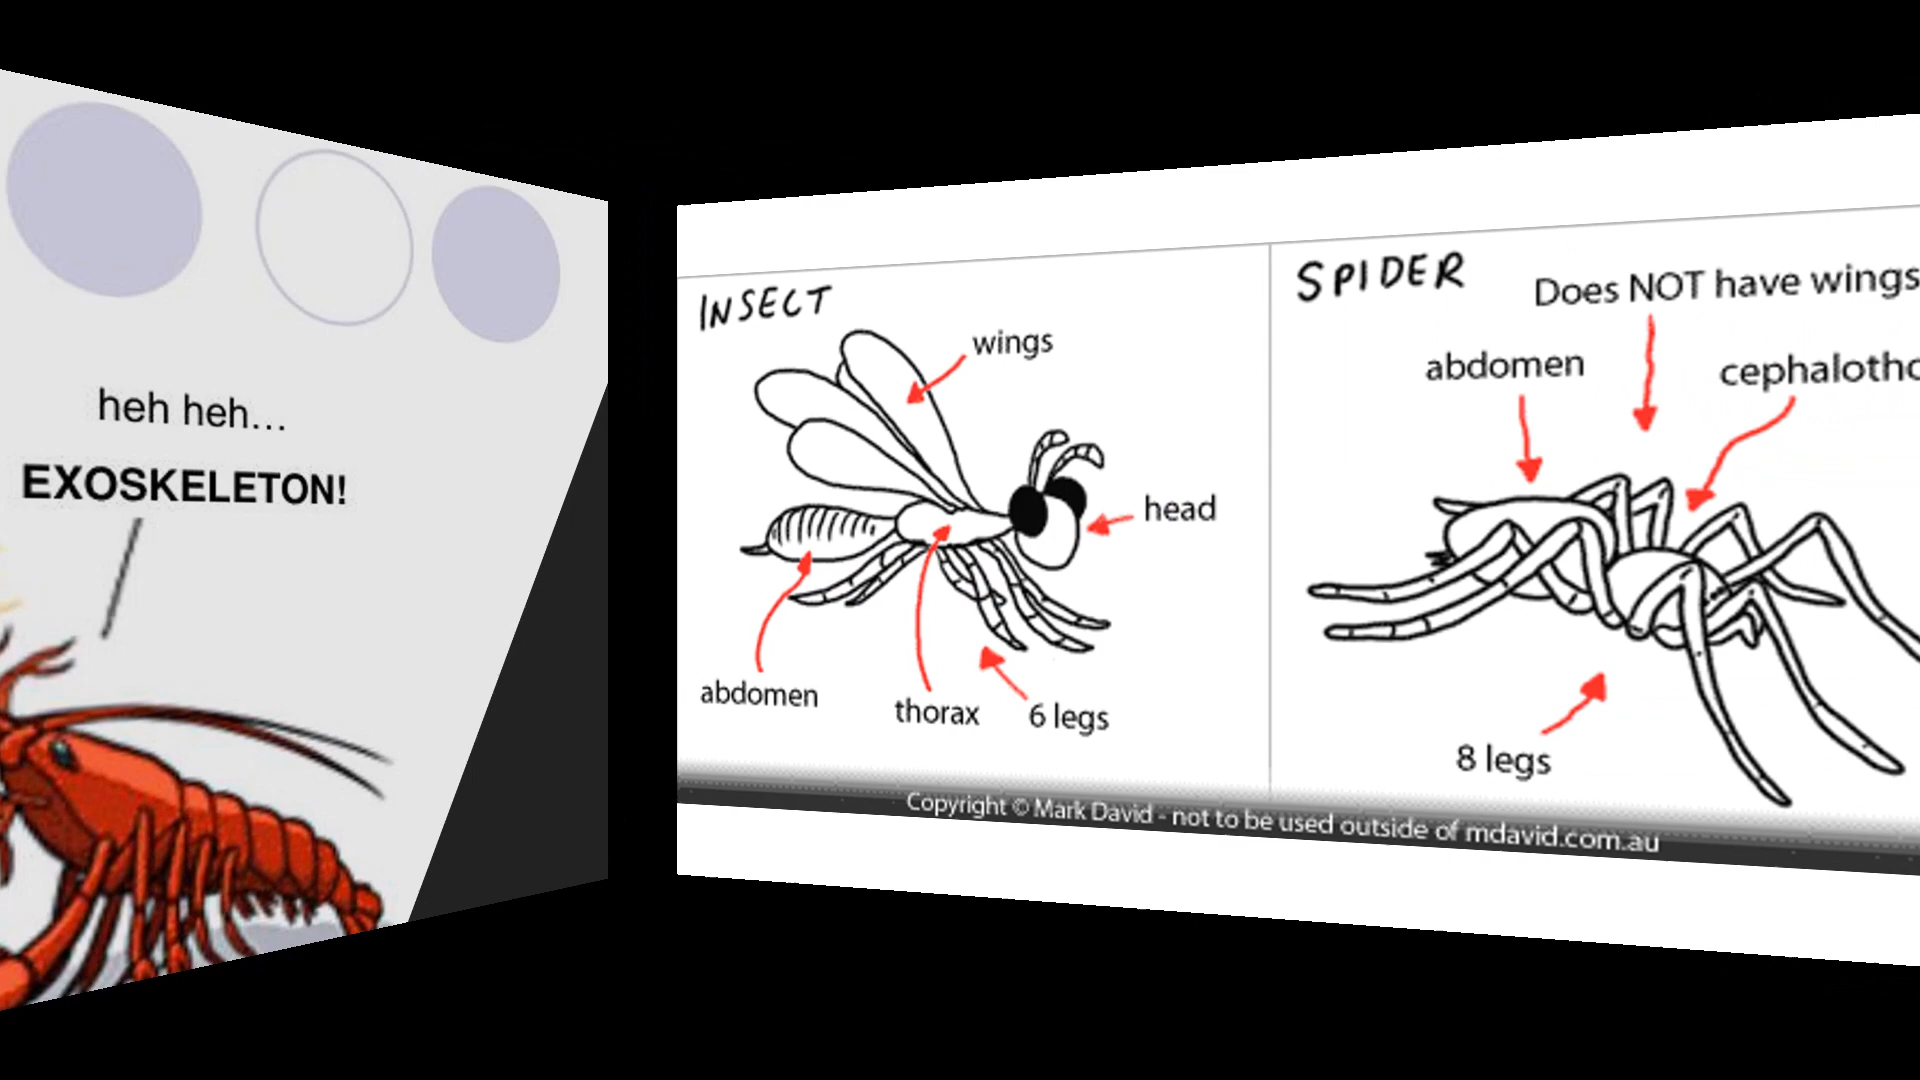 heh heh...
EXOSKELETON!
INSECT
wings
head
abdomen
thorax
6 legs
SPIDER
Does NOT have wings
abdomen
8 legs
Copyright © Mark David - not to be used outside of mdavid.com.au